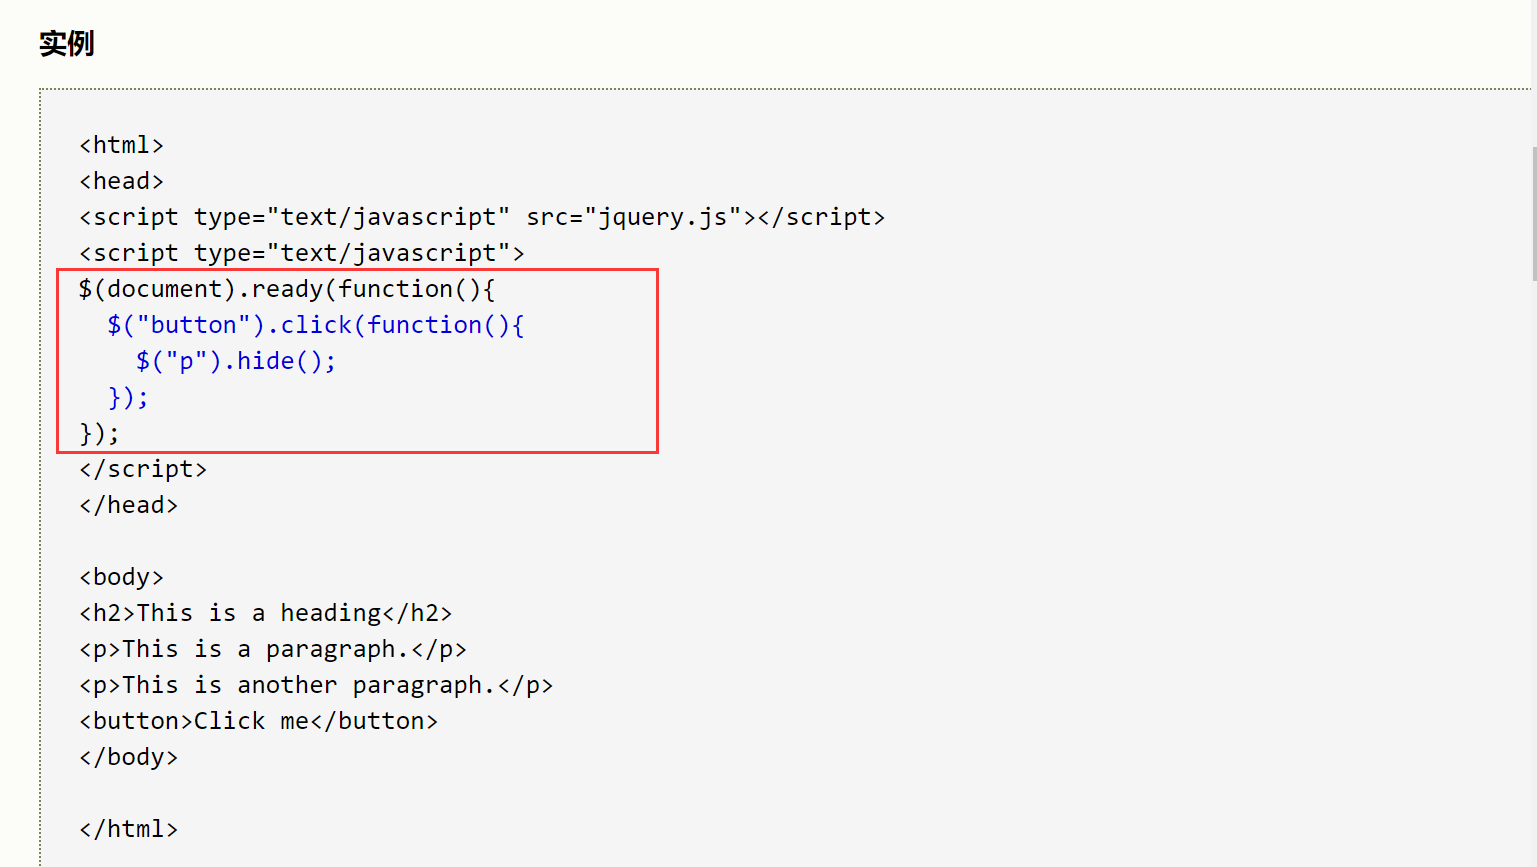 实例
<html>
<head>
<script type="text/javascript" src="jquery.js"></script>
<script type="text/javascript">
$(document).ready(function(){
  $("button").click(function(){
    $("p").hide();
  });
});
</script>
</head>
<body>
<h2>This is a heading</h2>
<p>This is a paragraph.</p>
<p>This is another paragraph.</p>
<button>Click me</button>
</body>
</html>